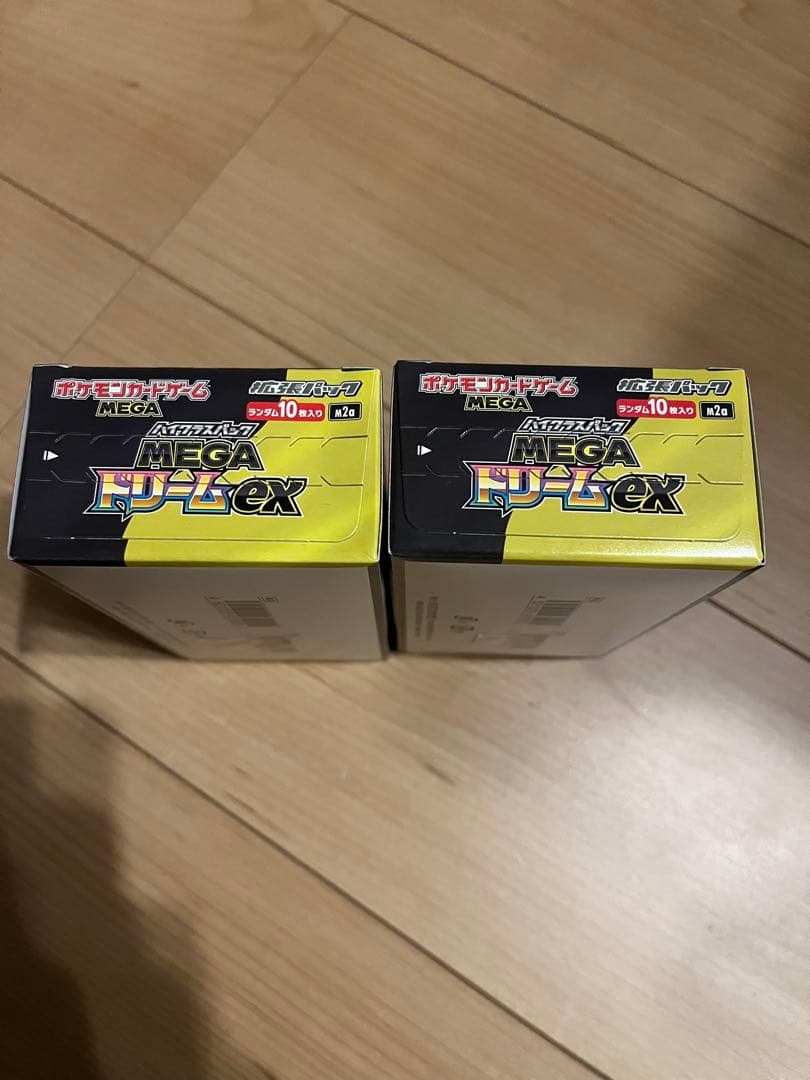 ポケモンカードゲーム
MEGA
拡張パック
ランダム10枚入り
M2a
ハイクラスパック
MEGA
ドリームex
ポケモンカードゲーム
MEGA
拡張パック
ランダム10枚入り
M2a
ハイクラスパック
MEGA
ドリームex